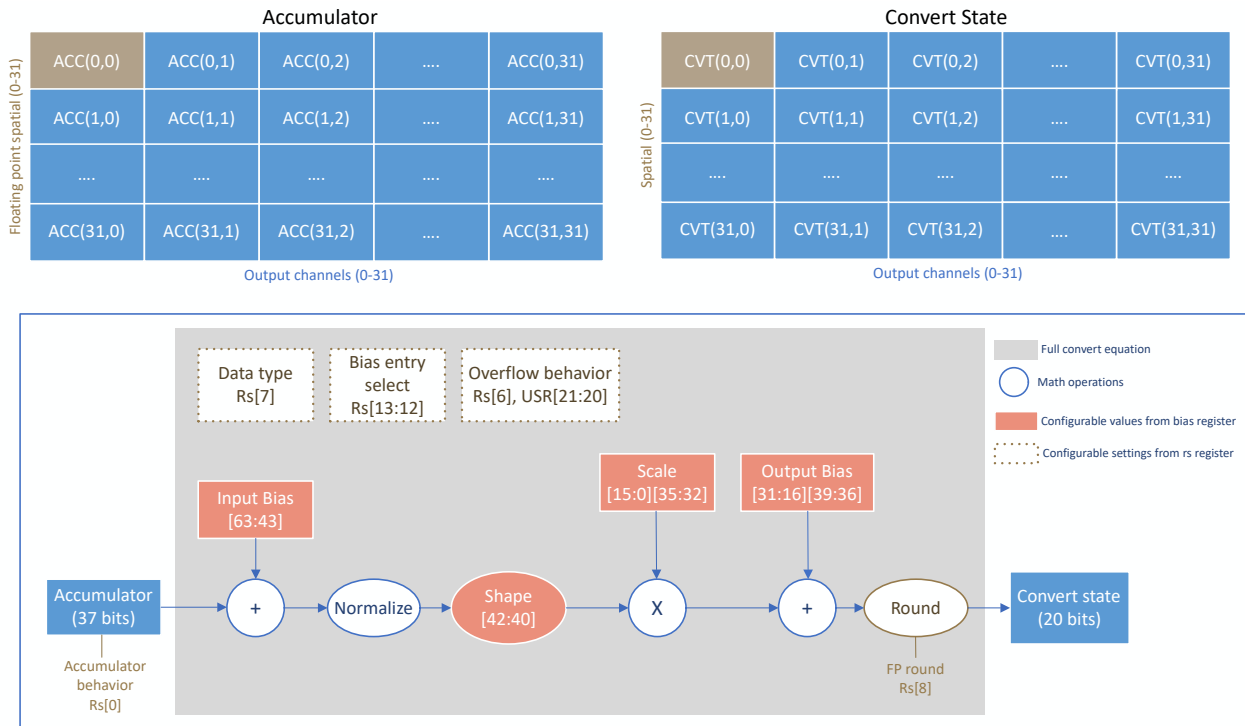 Accumulator
Floating point spatial (0-31)
ACC(0,0) ACC(0,1) ACC(0,2) .... ACC(0,31)
ACC(1,0) ACC(1,1) ACC(1,2) .... ACC(1,31)
.... .... .... .... ....
ACC(31,0) ACC(31,1) ACC(31,2) .... ACC(31,31)
Output channels (0-31)
Convert State
Spatial (0-31)
CVT(0,0) CVT(0,1) CVT(0,2) .... CVT(0,31)
CVT(1,0) CVT(1,1) CVT(1,2) .... CVT(1,31)
.... .... .... .... ....
CVT(31,0) CVT(31,1) CVT(31,2) .... CVT(31,31)
Output channels (0-31)
Data type
Rs[7]
Bias entry
select
Rs[13:12]
Overflow behavior
Rs[6], USR[21:20]
Full convert equation
Math operations
Configurable values from bias register
Configurable settings from rs register
Input Bias
[63:43]
Scale
[15:0][35:32]
Output Bias
[31:16][39:36]
Accumulator
(37 bits)
+
Normalize
Shape
[42:40]
X
+
Round
Convert state
(20 bits)
Accumulator
behavior
Rs[0]
FP round
Rs[8]